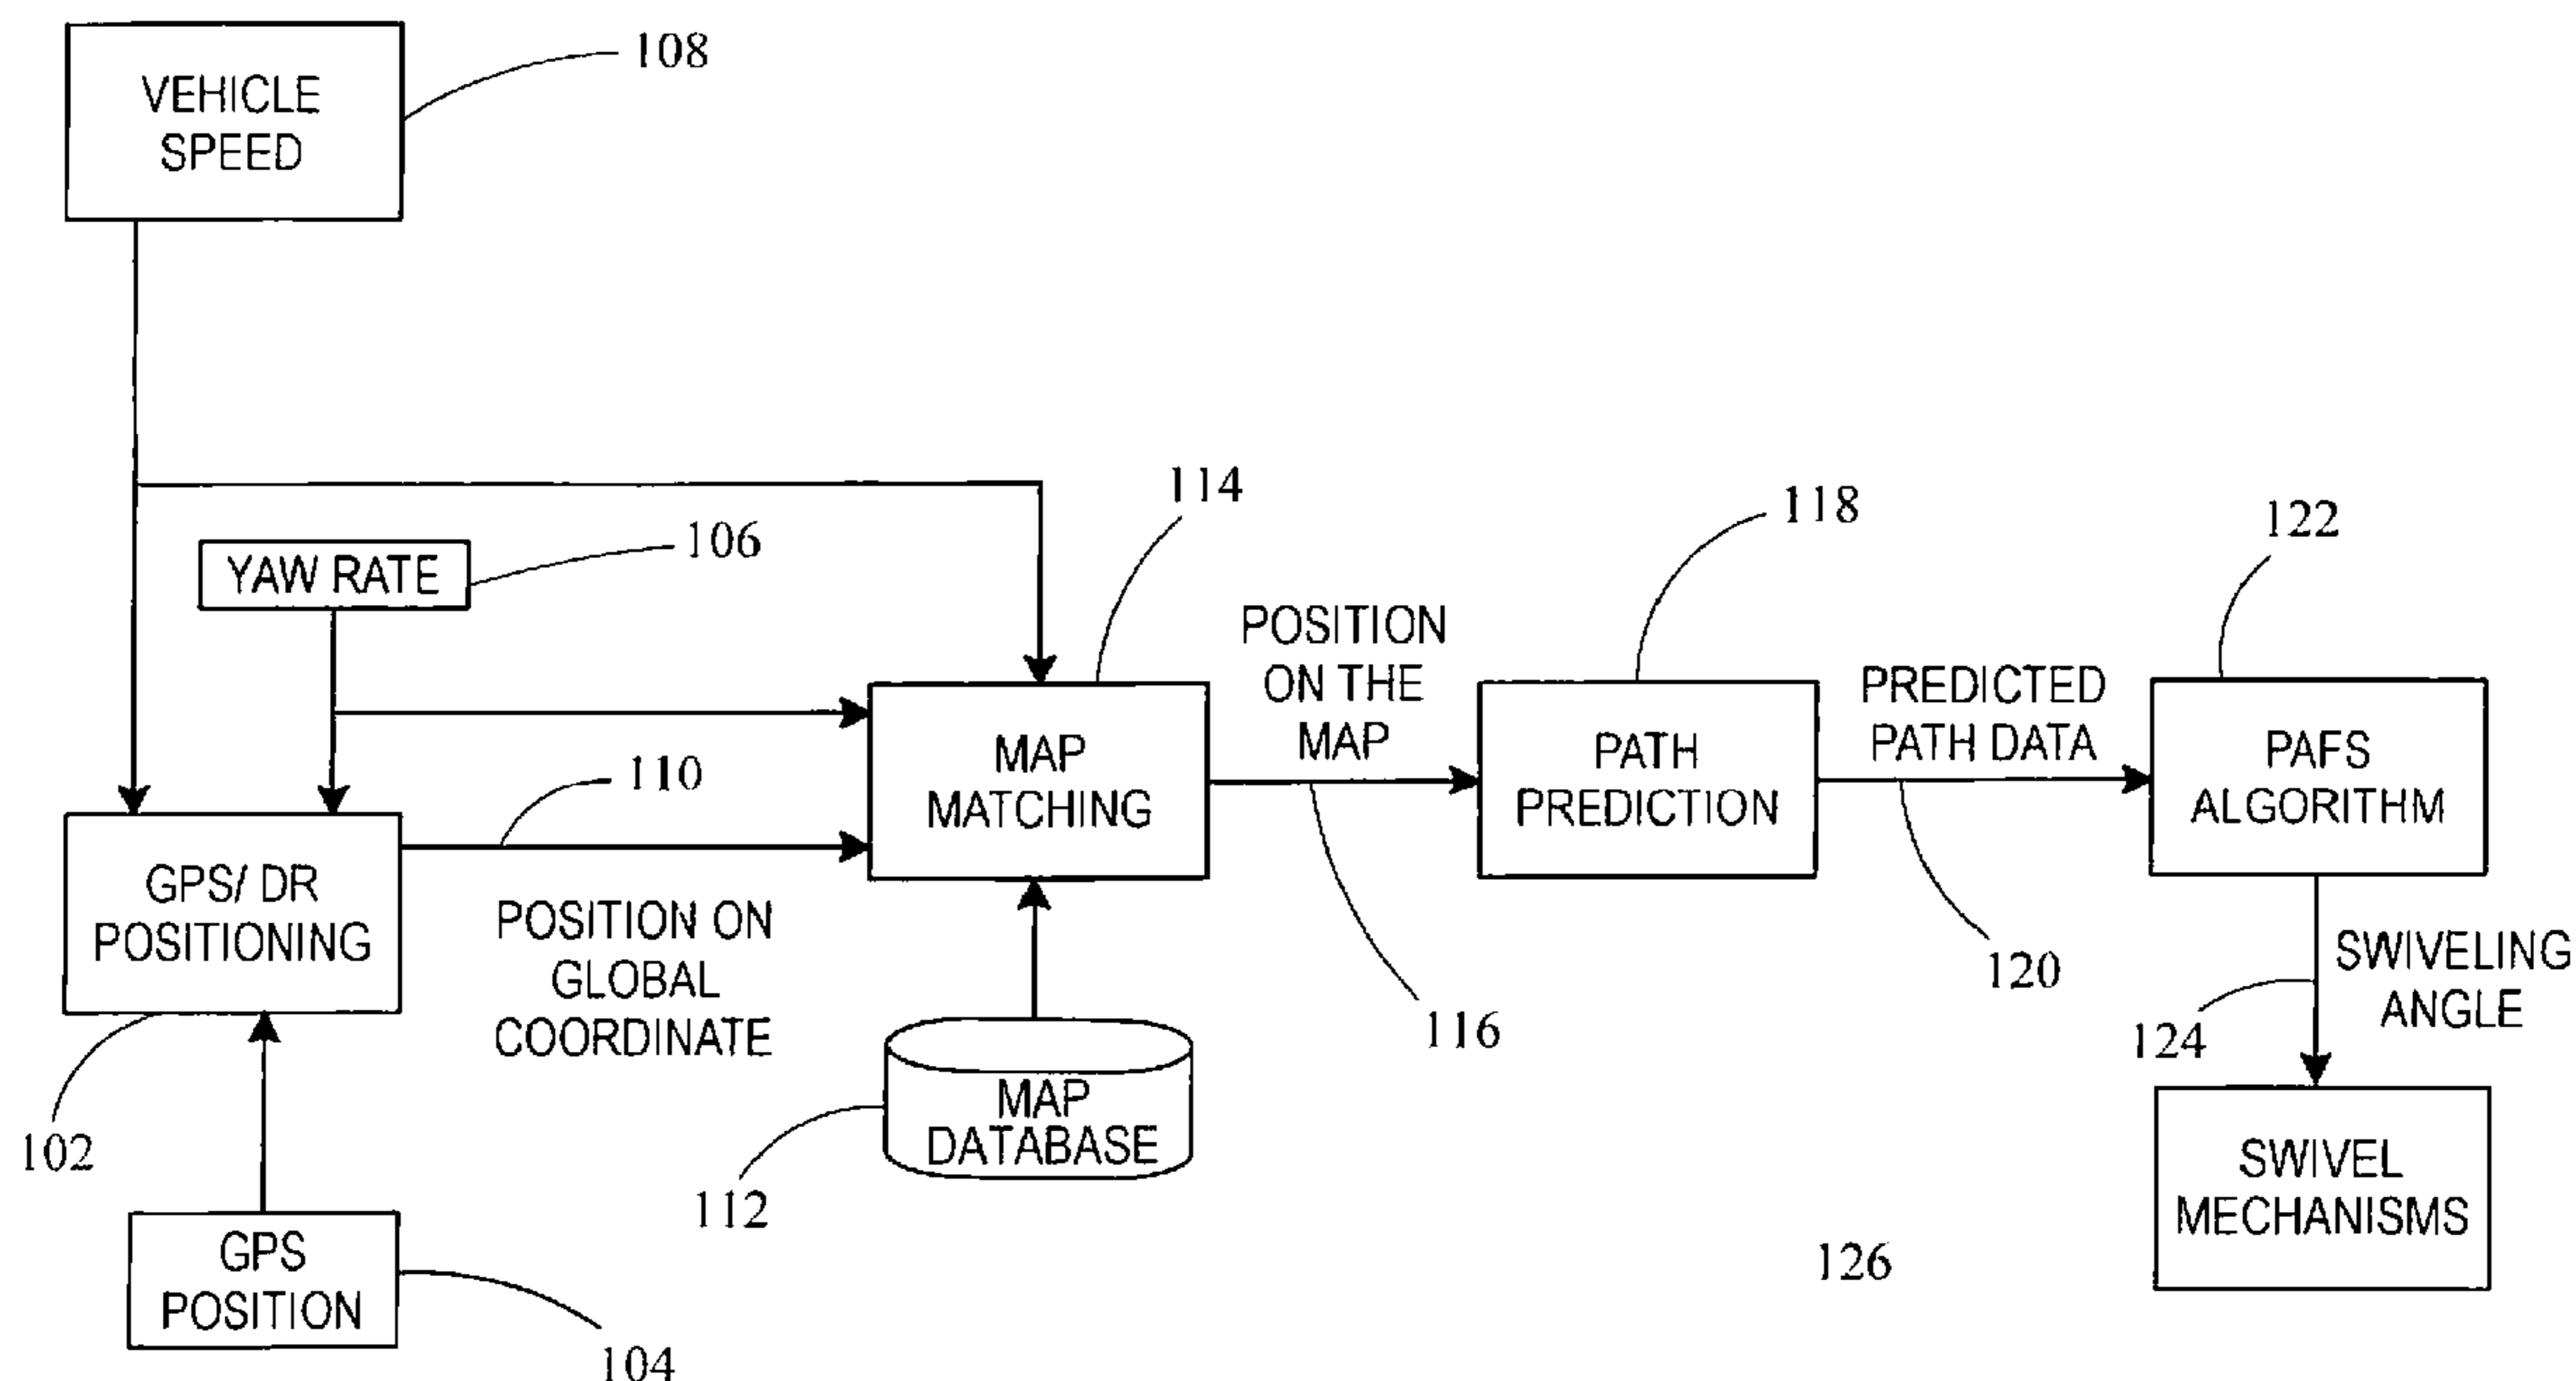 VEHICLE
SPEED
108
YAW RATE
106
114
118
122
110
GPS/ DR
POSITIONING
102
POSITION ON
GLOBAL
COORDINATE
GPS
POSITION
104
MAP
MATCHING
MAP
DATABASE
112
POSITION
ON THE
MAP
116
PATH
PREDICTION
PREDICTED
PATH DATA
120
PAFS
ALGORITHM
SWIVELING
ANGLE
124
SWIVEL
MECHANISMS
126